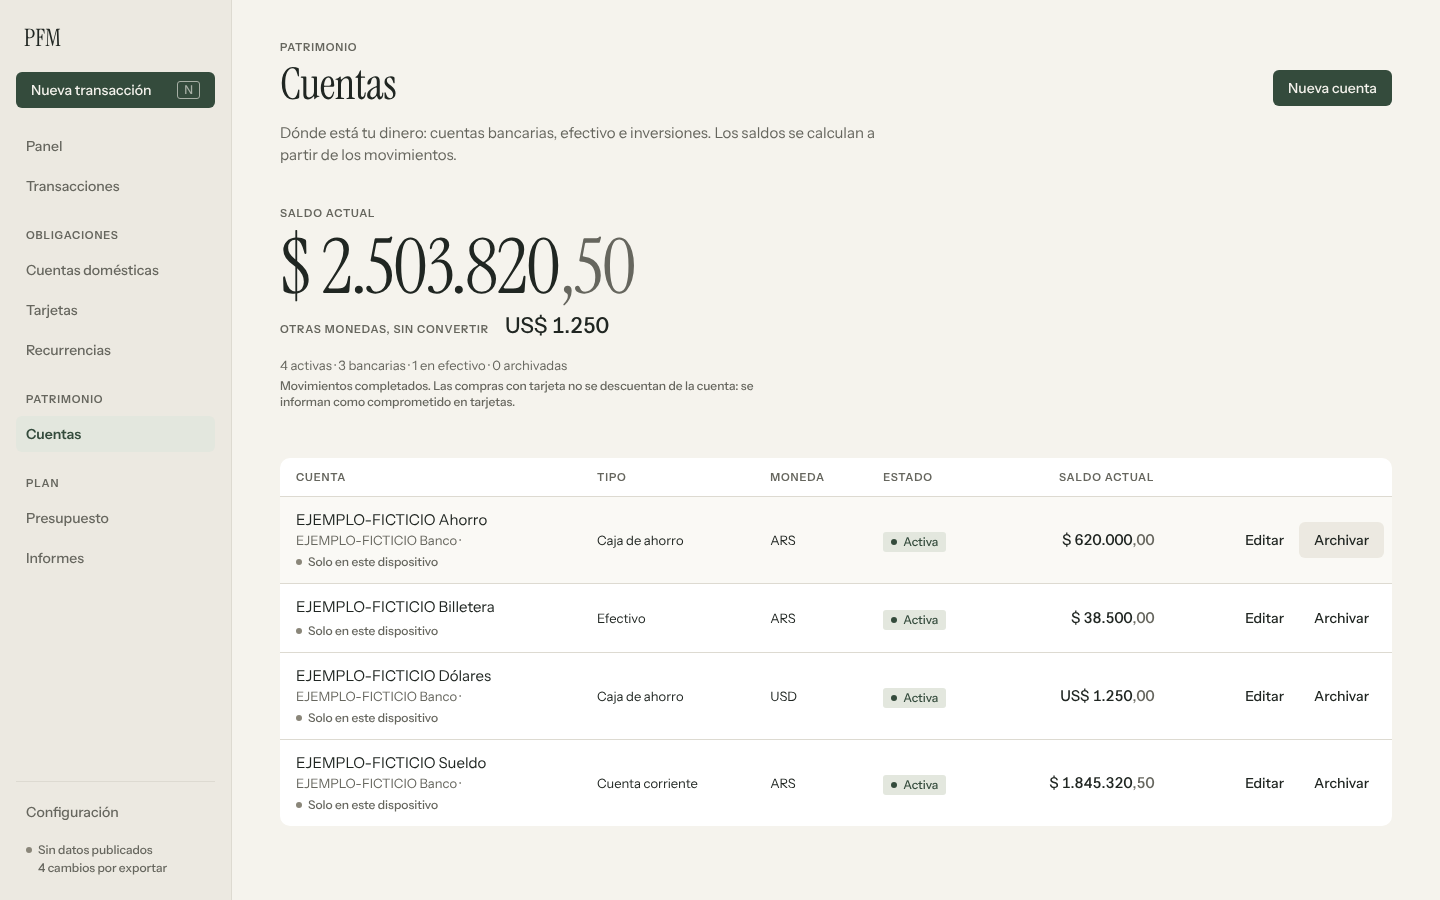 PFM
Nueva transacción N
Panel
Transacciones
OBLIGACIONES
Cuentas domésticas
Tarjetas
Recurrencias
PATRIMONIO
Cuentas
PLAN
Presupuesto
Informes
Configuración
Sin datos publicados
4 cambios por exportar
PATRIMONIO
Cuentas
Nueva cuenta
Dónde está tu dinero: cuentas bancarias, efectivo e inversiones. Los saldos se calculan a
partir de los movimientos.
SALDO ACTUAL
$ 2.503.820,50
OTRAS MONEDAS, SIN CONVERTIR US$ 1.250
4 activas · 3 bancarias · 1 en efectivo · 0 archivadas
Movimientos completados. Las compras con tarjeta no se descuentan de la cuenta: se
informan como comprometido en tarjetas.
CUENTA TIPO MONEDA ESTADO SALDO ACTUAL
EJEMPLO-FICTICIO Ahorro
EJEMPLO-FICTICIO Banco ·
Solo en este dispositivo
Caja de ahorro ARS Activa $ 620.000,00 Editar Archivar
EJEMPLO-FICTICIO Billetera
Solo en este dispositivo
Efectivo ARS Activa $ 38.500,00 Editar Archivar
EJEMPLO-FICTICIO Dólares
EJEMPLO-FICTICIO Banco ·
Solo en este dispositivo
Caja de ahorro USD Activa US$ 1.250,00 Editar Archivar
EJEMPLO-FICTICIO Sueldo
EJEMPLO-FICTICIO Banco ·
Solo en este dispositivo
Cuenta corriente ARS Activa $ 1.845.320,50 Editar Archivar